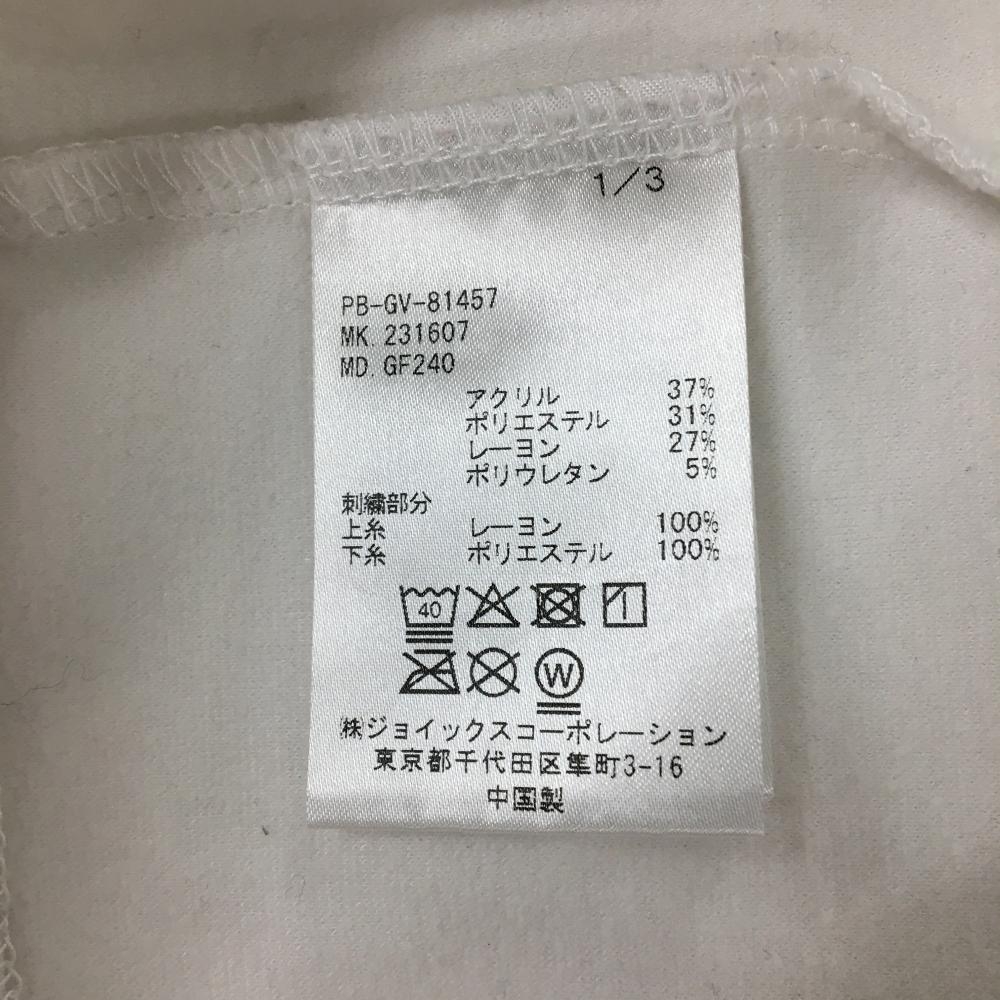 1/3
PB-GV-81457
MK. 231607
MD. GF240
アクリル 37%
ポリエステル 31%
レーヨン 27%
ポリウレタン 5%
刺繍部分
上糸 レーヨン 100%
下糸 ポリエステル 100%
40
W
㈱ジョイックスコーポレーション
東京都千代田区隼町3-16
中国製